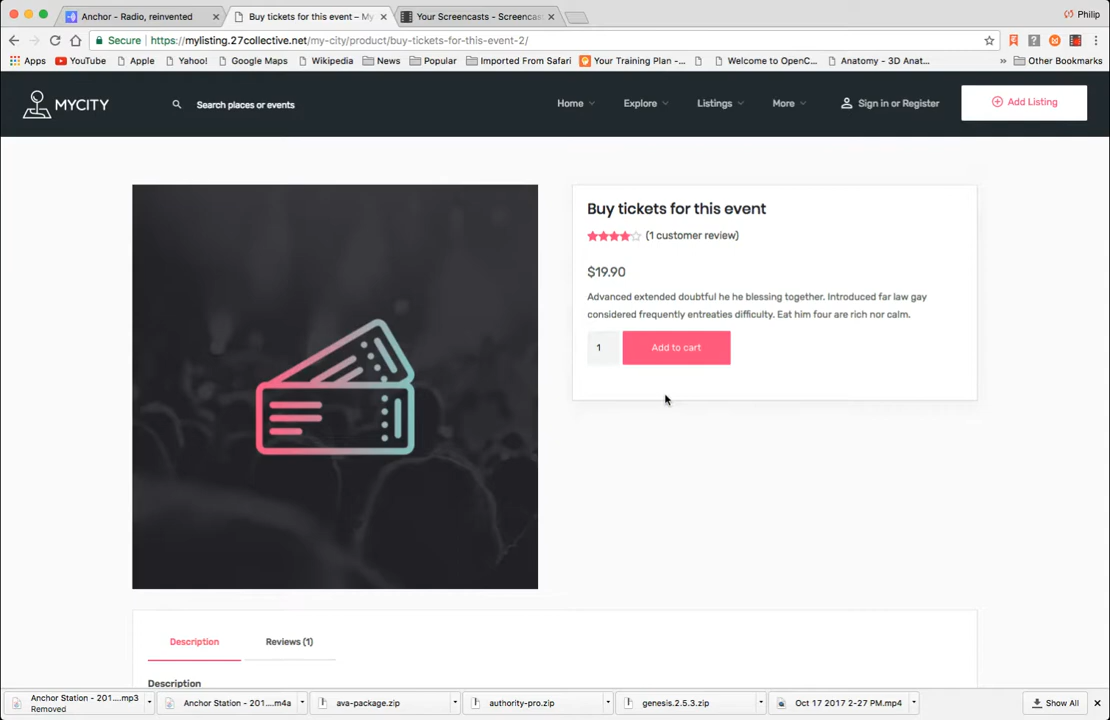 Anchor - Radio, reinvented
Buy tickets for this event – My
Your Screencasts - Screencas
Philip
Secure
https://mylisting.27collective.net/my-city/product/buy-tickets-for-this-event-2/
Apps
YouTube
Apple
Yahoo!
Google Maps
Wikipedia
News
Popular
Imported From Safari
Your Training Plan -...
Welcome to OpenC...
Anatomy - 3D Anat...
»
Other Bookmarks
MYCITY
Search places or events
Home
Explore
Listings
More
Sign in or Register
Add Listing
Buy tickets for this event
(1 customer review)
$19.90
Advanced extended doubtful he he blessing together. Introduced far law gay
considered frequently entreaties difficulty. Eat him four are rich nor calm.
1
Add to cart
Description
Reviews (1)
Description
Anchor Station - 201....mp3
Removed
Anchor Station - 201....m4a
ava-package.zip
authority-pro.zip
genesis.2.5.3.zip
Oct 17 2017 2-27 PM.mp4
Show All